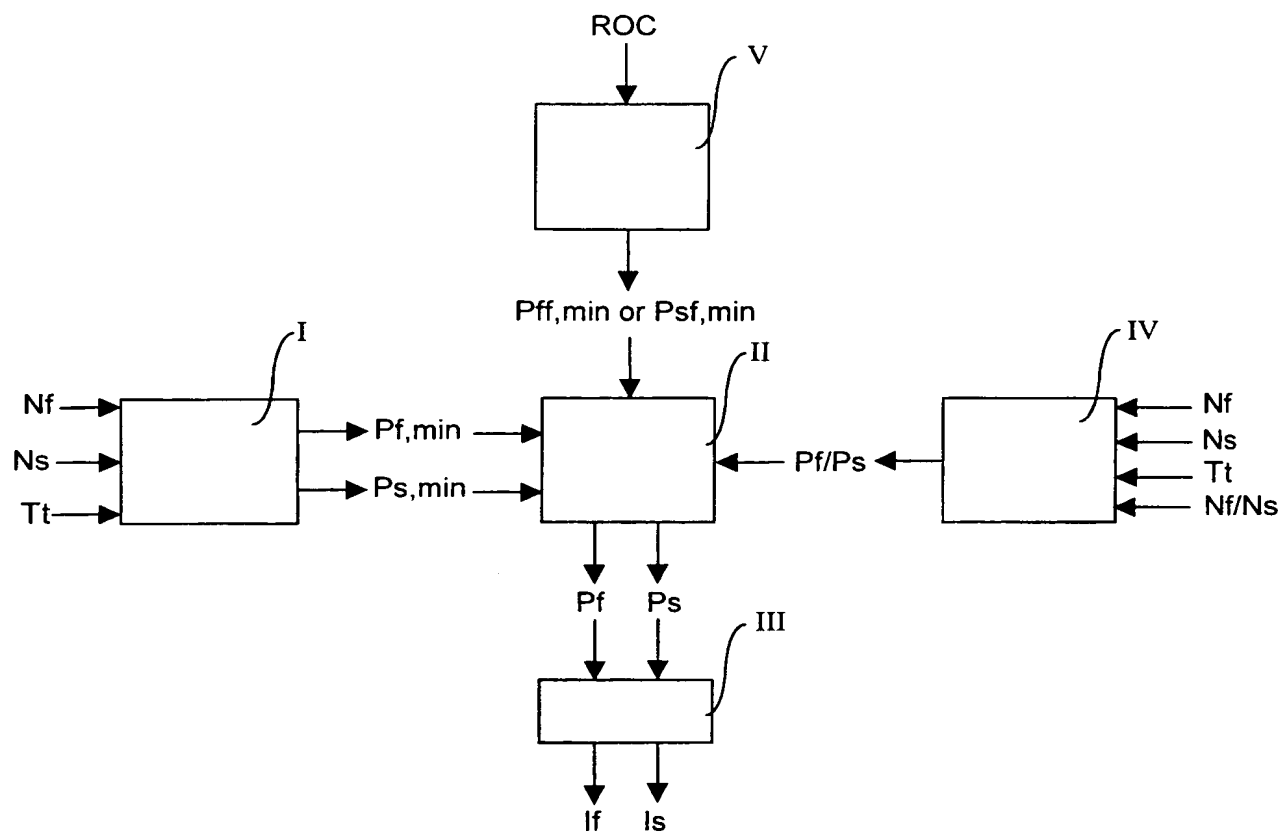 ROC
V
Pff,min or Psf,min
I
II
IV
Nf
Ns
Tt
Pf,min
Ps,min
Pf/Ps
Nf
Ns
Tt
Nf/Ns
Pf
Ps
III
If
Is